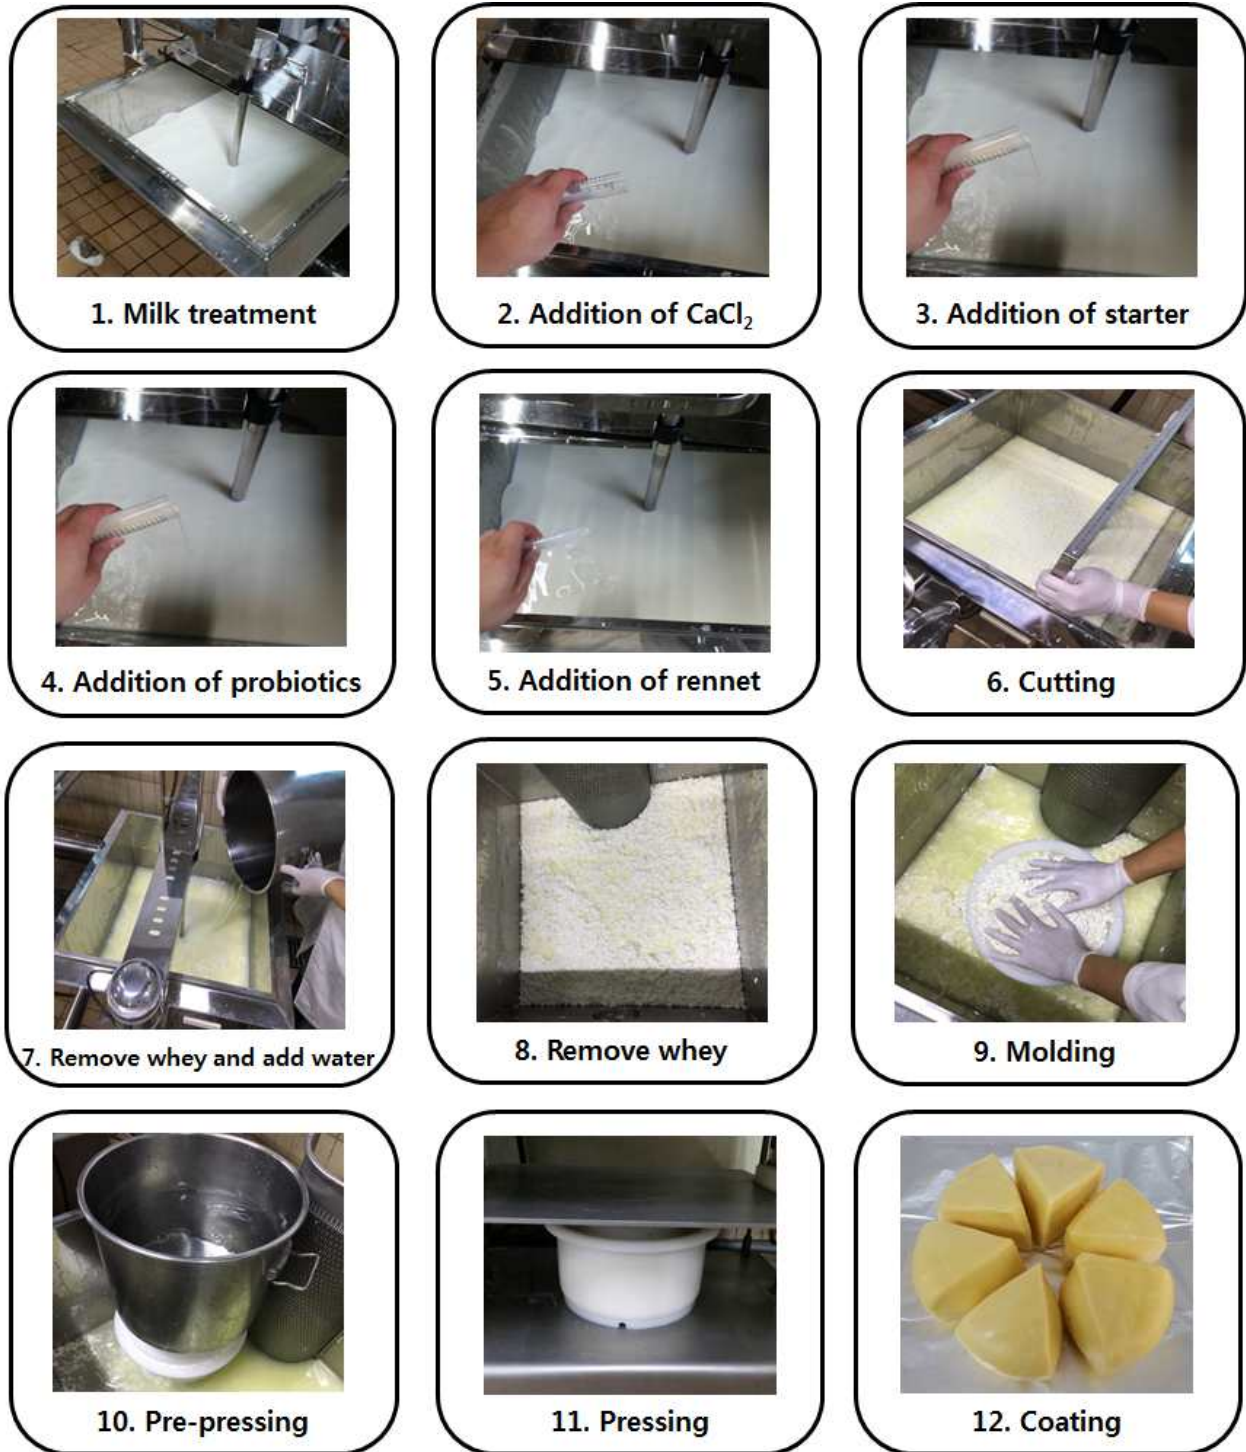 1. Milk treatment
2. Addition of CaCl₂
3. Addition of starter
4. Addition of probiotics
5. Addition of rennet
6. Cutting
7. Remove whey and add water
8. Remove whey
9. Molding
10. Pre-pressing
11. Pressing
12. Coating